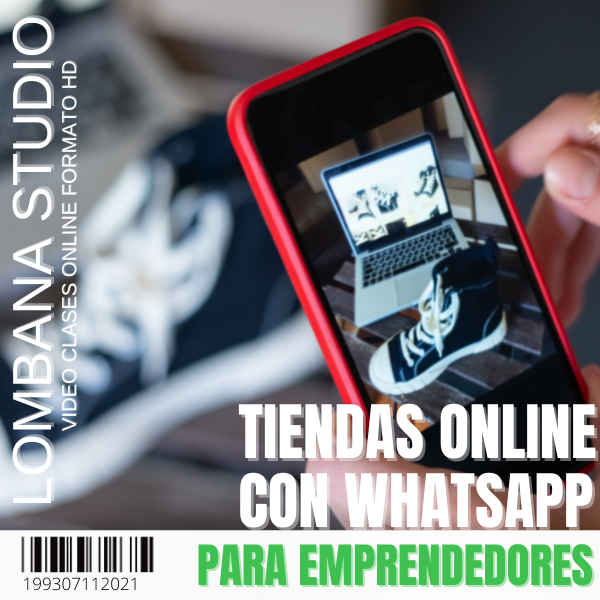 LOMBANA STUDIO
VIDEO CLASES ONLINE FORMATO HD
TIENDAS ONLINE
CON WHATSAPP
PARA EMPRENDEDORES
199307112021